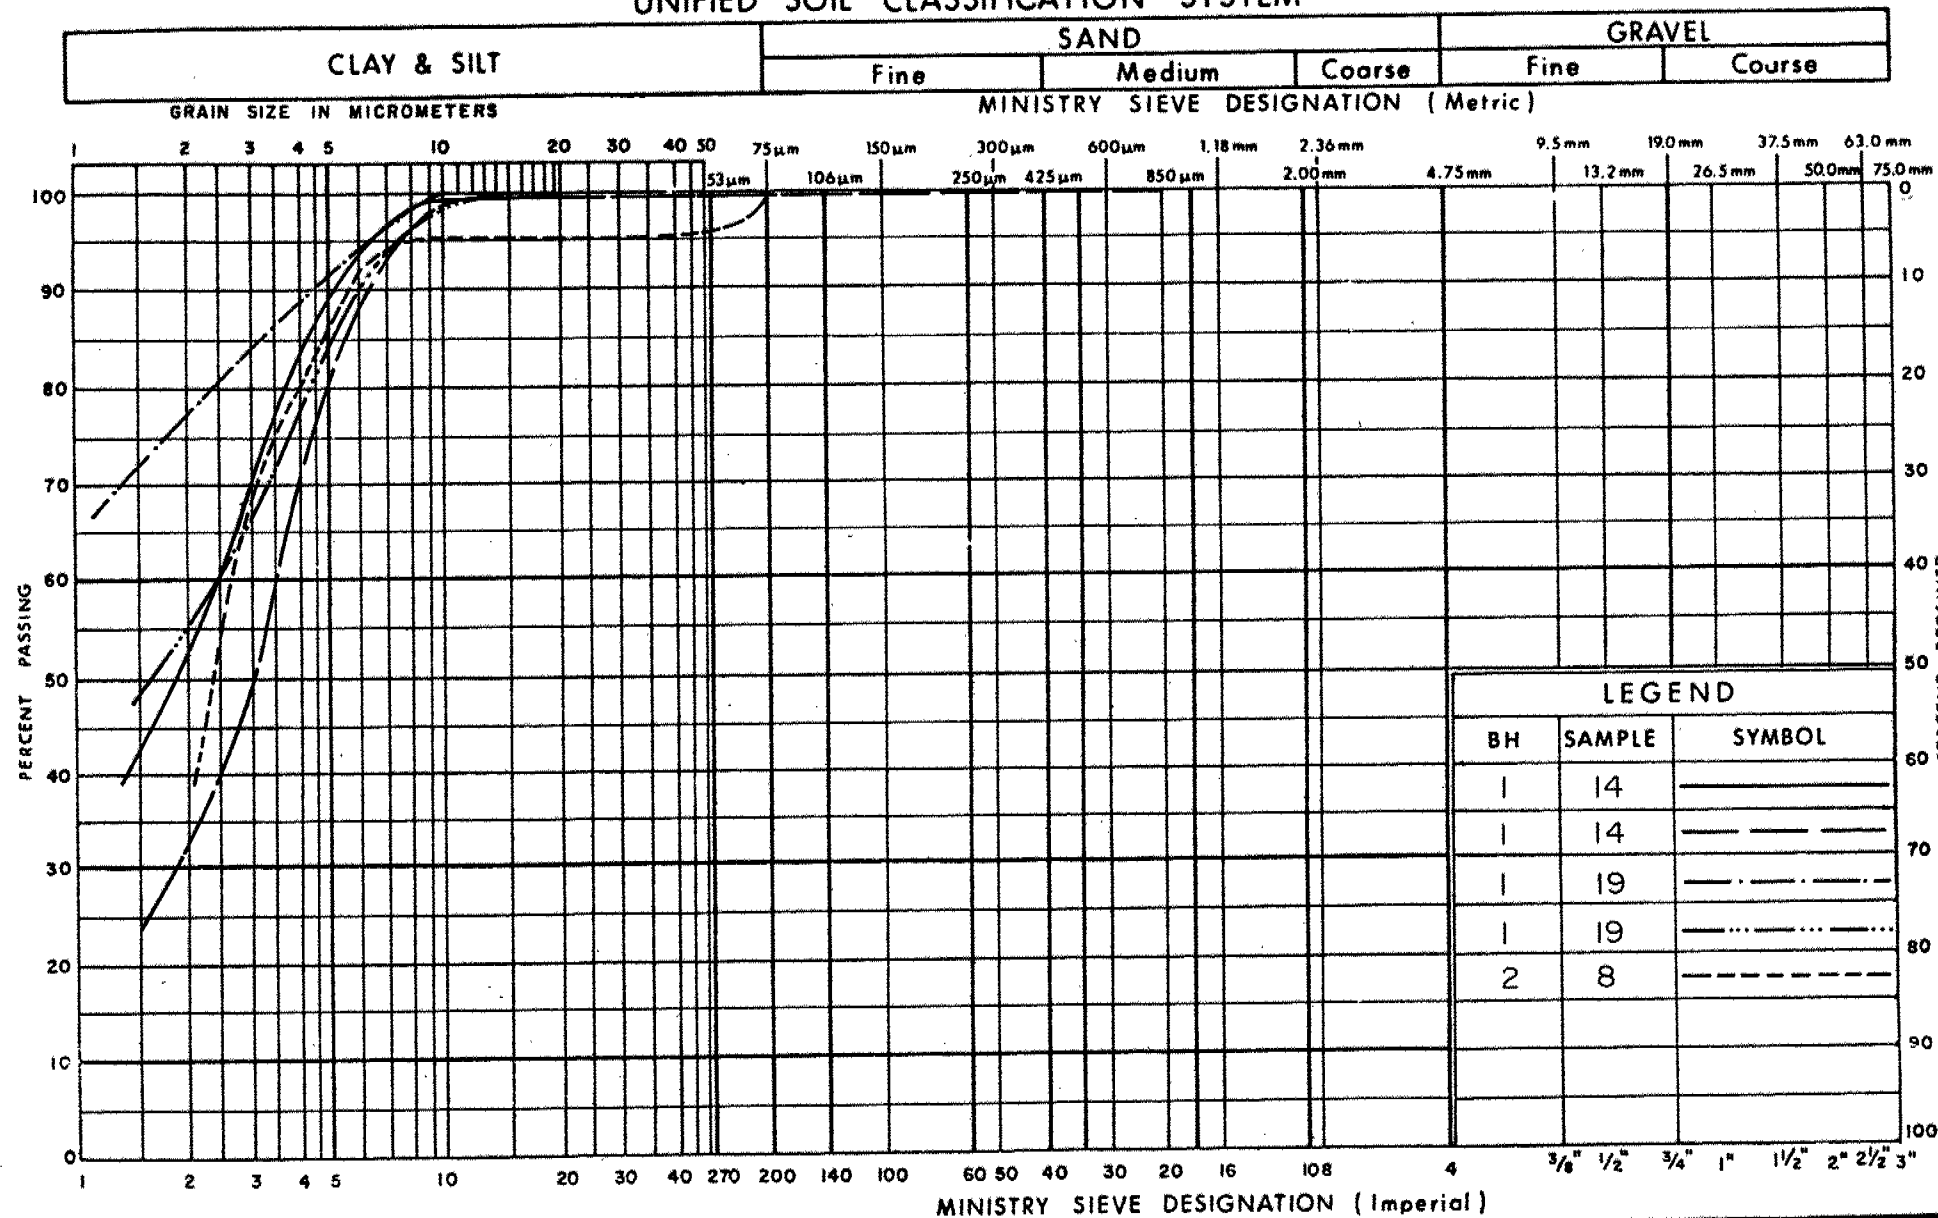 UNIFIED SOIL CLASSIFICATION SYSTEM
CLAY & SILT
SAND
GRAVEL
Fine Medium Coarse Fine Course
GRAIN SIZE IN MICROMETERS
MINISTRY SIEVE DESIGNATION (Metric)
1 2 3 4 5 10 20 30 40 50 75µm 150µm 300µm 600µm 1.18mm 2.36mm 9.5mm 19.0mm 37.5mm 63.0mm
53µm 106µm 250µm 425µm 850µm 2.00mm 4.75mm 13.2mm 26.5mm 50.0mm 75.0mm
100 0
90 10
80 20
70 30
60 40
50 50
40 60
30 70
20 80
10 90
0 100
PERCENT PASSING
LEGEND
BH SAMPLE SYMBOL
1 14
1 14
1 19
1 19
2 8
3/8" 1/2" 3/4" 1" 1 1/2" 2" 2 1/2" 3"
1 2 3 4 5 10 20 30 40 270 200 140 100 60 50 40 30 20 16 10 8 4
MINISTRY SIEVE DESIGNATION (Imperial)